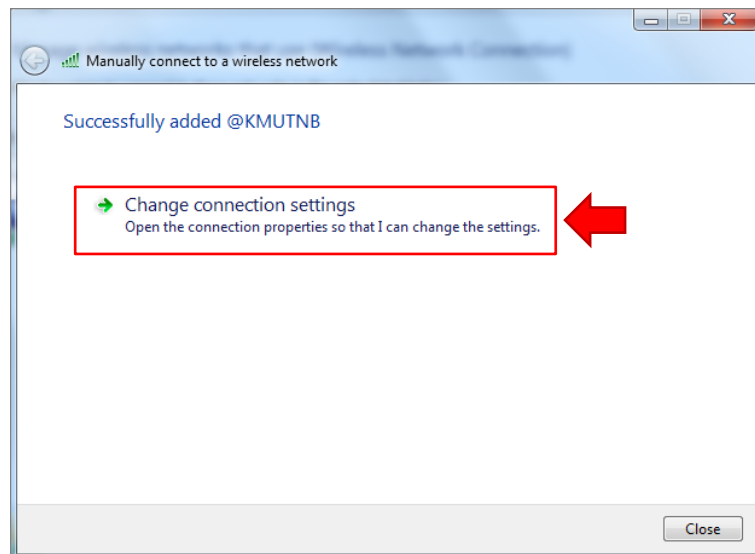 Manually connect to a wireless network
Successfully added @KMUTNB
Change connection settings
Open the connection properties so that I can change the settings.
Close